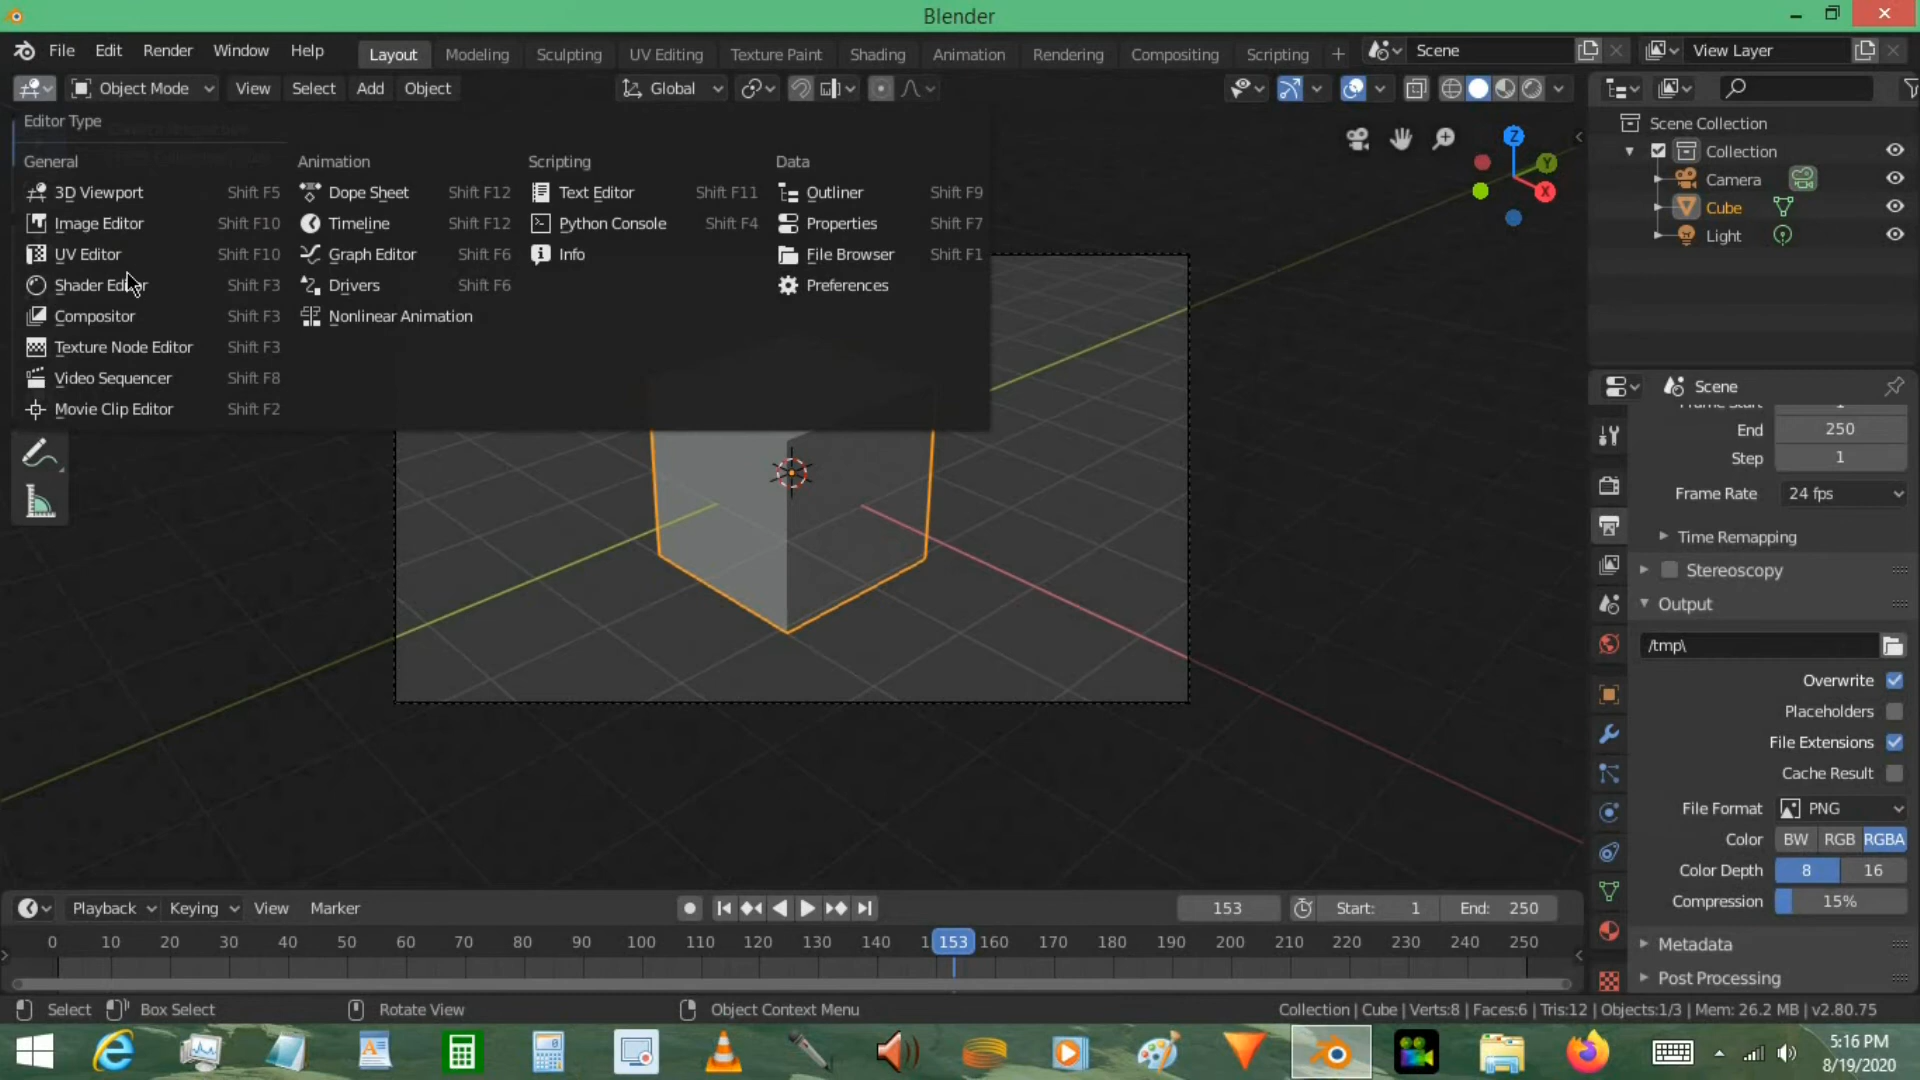 Blender
File Edit Render Window Help Layout Modeling Sculpting UV Editing Texture Paint Shading Animation Rendering Compositing Scripting + Scene View Layer
Object Mode View Select Add Object Global
Editor Type
General Animation Scripting Data
3D Viewport Shift F5 Dope Sheet Shift F12 Text Editor Shift F11 Outliner Shift F9
Image Editor Shift F10 Timeline Shift F12 Python Console Shift F4 Properties Shift F7
UV Editor Shift F10 Graph Editor Shift F6 Info File Browser Shift F1
Shader Editor Shift F3 Drivers Shift F6 Preferences
Compositor Shift F3 Nonlinear Animation
Texture Node Editor Shift F3
Video Sequencer Shift F8
Movie Clip Editor Shift F2
Z
Y
X
Scene Collection
Collection
Camera
Cube
Light
Scene
Frame Start 1
End 250
Step 1
Frame Rate 24 fps
Time Remapping
Stereoscopy
Output
/tmp\
Overwrite
Placeholders
File Extensions
Cache Result
File Format PNG
Color BW RGB RGBA
Color Depth 8 16
Compression 15%
Metadata
Post Processing
Playback Keying View Marker 153 Start: 1 End: 250
0 10 20 30 40 50 60 70 80 90 100 110 120 130 140 1 153 160 170 180 190 200 210 220 230 240 250
Select Box Select Rotate View Object Context Menu Collection | Cube | Verts:8 | Faces:6 | Tris:12 | Objects:1/3 | Mem: 26.2 MB | v2.80.75
5:16 PM
8/19/2020